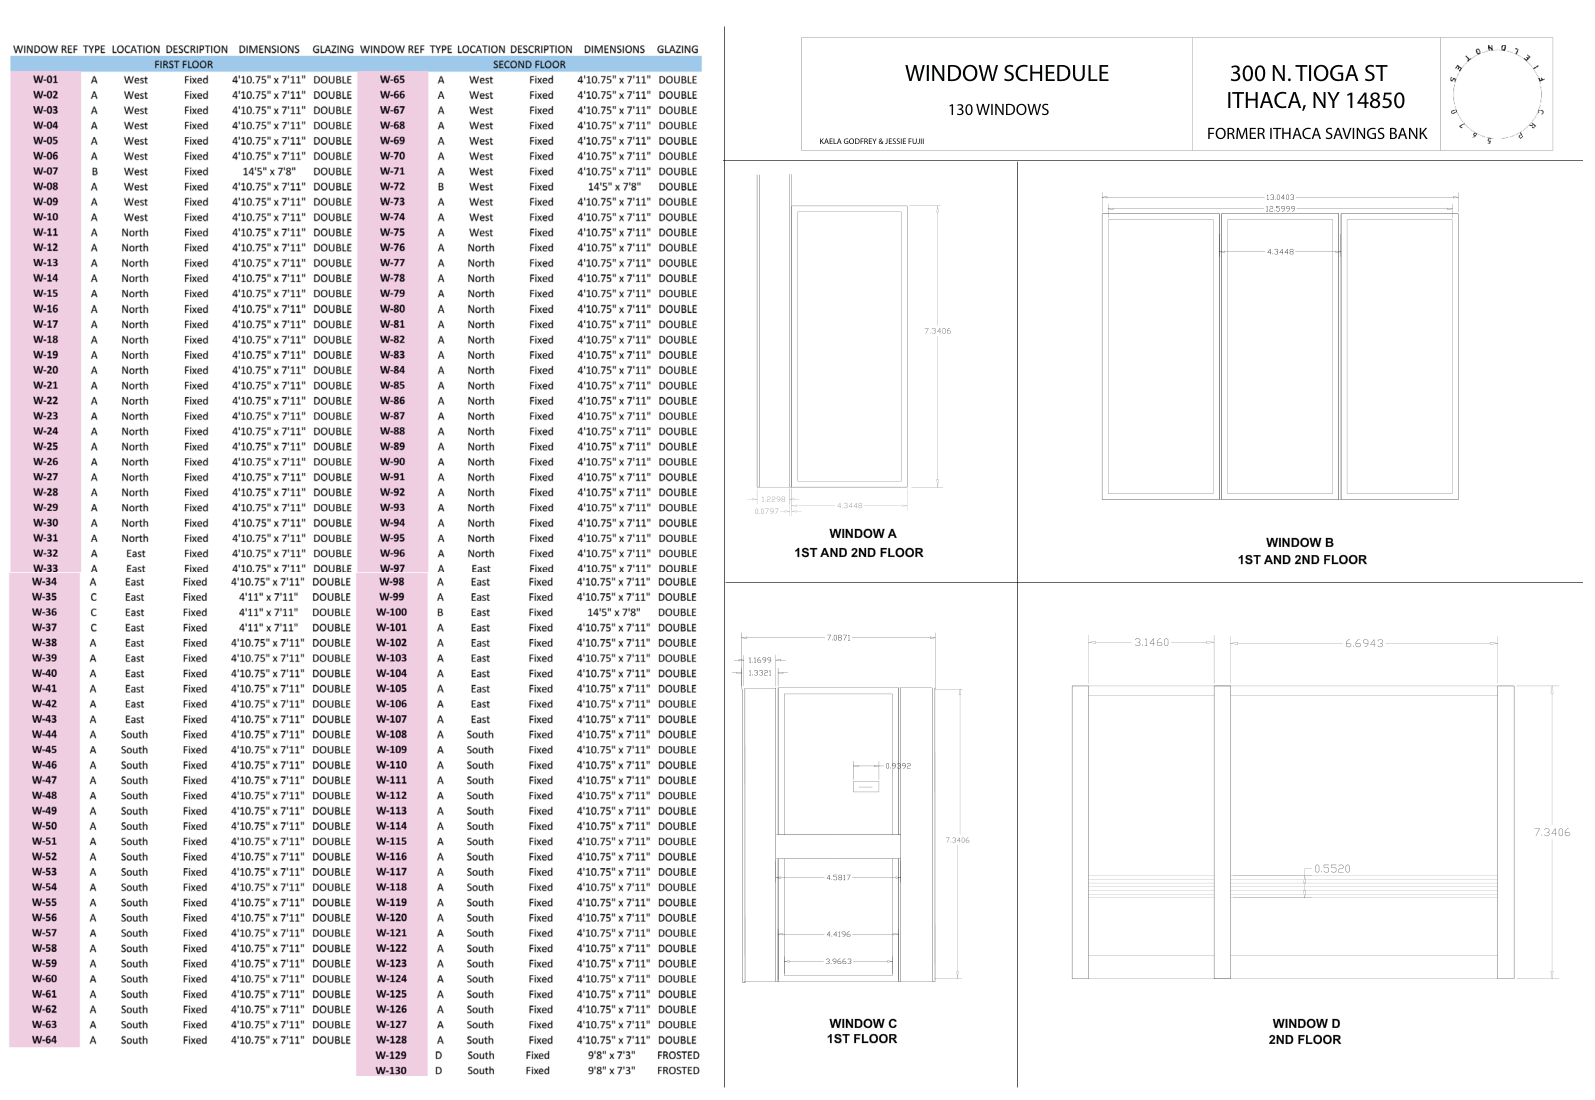 WINDOW REF TYPE LOCATION DESCRIPTION DIMENSIONS GLAZING WINDOW REF TYPE LOCATION DESCRIPTION DIMENSIONS GLAZING
FIRST FLOOR SECOND FLOOR
W-01 A West Fixed 4'10.75" x 7'11" DOUBLE W-65 A West Fixed 4'10.75" x 7'11" DOUBLE
W-02 A West Fixed 4'10.75" x 7'11" DOUBLE W-66 A West Fixed 4'10.75" x 7'11" DOUBLE
W-03 A West Fixed 4'10.75" x 7'11" DOUBLE W-67 A West Fixed 4'10.75" x 7'11" DOUBLE
W-04 A West Fixed 4'10.75" x 7'11" DOUBLE W-68 A West Fixed 4'10.75" x 7'11" DOUBLE
W-05 A West Fixed 4'10.75" x 7'11" DOUBLE W-69 A West Fixed 4'10.75" x 7'11" DOUBLE
W-06 A West Fixed 4'10.75" x 7'11" DOUBLE W-70 A West Fixed 4'10.75" x 7'11" DOUBLE
W-07 B West Fixed 14'5" x 7'8" DOUBLE W-71 A West Fixed 4'10.75" x 7'11" DOUBLE
W-08 A West Fixed 4'10.75" x 7'11" DOUBLE W-72 B West Fixed 14'5" x 7'8" DOUBLE
W-09 A West Fixed 4'10.75" x 7'11" DOUBLE W-73 A West Fixed 4'10.75" x 7'11" DOUBLE
W-10 A West Fixed 4'10.75" x 7'11" DOUBLE W-74 A West Fixed 4'10.75" x 7'11" DOUBLE
W-11 A North Fixed 4'10.75" x 7'11" DOUBLE W-75 A West Fixed 4'10.75" x 7'11" DOUBLE
W-12 A North Fixed 4'10.75" x 7'11" DOUBLE W-76 A North Fixed 4'10.75" x 7'11" DOUBLE
W-13 A North Fixed 4'10.75" x 7'11" DOUBLE W-77 A North Fixed 4'10.75" x 7'11" DOUBLE
W-14 A North Fixed 4'10.75" x 7'11" DOUBLE W-78 A North Fixed 4'10.75" x 7'11" DOUBLE
W-15 A North Fixed 4'10.75" x 7'11" DOUBLE W-79 A North Fixed 4'10.75" x 7'11" DOUBLE
W-16 A North Fixed 4'10.75" x 7'11" DOUBLE W-80 A North Fixed 4'10.75" x 7'11" DOUBLE
W-17 A North Fixed 4'10.75" x 7'11" DOUBLE W-81 A North Fixed 4'10.75" x 7'11" DOUBLE
W-18 A North Fixed 4'10.75" x 7'11" DOUBLE W-82 A North Fixed 4'10.75" x 7'11" DOUBLE
W-19 A North Fixed 4'10.75" x 7'11" DOUBLE W-83 A North Fixed 4'10.75" x 7'11" DOUBLE
W-20 A North Fixed 4'10.75" x 7'11" DOUBLE W-84 A North Fixed 4'10.75" x 7'11" DOUBLE
W-21 A North Fixed 4'10.75" x 7'11" DOUBLE W-85 A North Fixed 4'10.75" x 7'11" DOUBLE
W-22 A North Fixed 4'10.75" x 7'11" DOUBLE W-86 A North Fixed 4'10.75" x 7'11" DOUBLE
W-23 A North Fixed 4'10.75" x 7'11" DOUBLE W-87 A North Fixed 4'10.75" x 7'11" DOUBLE
W-24 A North Fixed 4'10.75" x 7'11" DOUBLE W-88 A North Fixed 4'10.75" x 7'11" DOUBLE
W-25 A North Fixed 4'10.75" x 7'11" DOUBLE W-89 A North Fixed 4'10.75" x 7'11" DOUBLE
W-26 A North Fixed 4'10.75" x 7'11" DOUBLE W-90 A North Fixed 4'10.75" x 7'11" DOUBLE
W-27 A North Fixed 4'10.75" x 7'11" DOUBLE W-91 A North Fixed 4'10.75" x 7'11" DOUBLE
W-28 A North Fixed 4'10.75" x 7'11" DOUBLE W-92 A North Fixed 4'10.75" x 7'11" DOUBLE
W-29 A North Fixed 4'10.75" x 7'11" DOUBLE W-93 A North Fixed 4'10.75" x 7'11" DOUBLE
W-30 A North Fixed 4'10.75" x 7'11" DOUBLE W-94 A North Fixed 4'10.75" x 7'11" DOUBLE
W-31 A North Fixed 4'10.75" x 7'11" DOUBLE W-95 A North Fixed 4'10.75" x 7'11" DOUBLE
W-32 A East Fixed 4'10.75" x 7'11" DOUBLE W-96 A North Fixed 4'10.75" x 7'11" DOUBLE
W-33 A East Fixed 4'10.75" x 7'11" DOUBLE W-97 A East Fixed 4'10.75" x 7'11" DOUBLE
W-34 A East Fixed 4'10.75" x 7'11" DOUBLE W-98 A East Fixed 4'10.75" x 7'11" DOUBLE
W-35 C East Fixed 4'11" x 7'11" DOUBLE W-99 A East Fixed 4'10.75" x 7'11" DOUBLE
W-36 C East Fixed 4'11" x 7'11" DOUBLE W-100 B East Fixed 14'5" x 7'8" DOUBLE
W-37 C East Fixed 4'11" x 7'11" DOUBLE W-101 A East Fixed 4'10.75" x 7'11" DOUBLE
W-38 A East Fixed 4'10.75" x 7'11" DOUBLE W-102 A East Fixed 4'10.75" x 7'11" DOUBLE
W-39 A East Fixed 4'10.75" x 7'11" DOUBLE W-103 A East Fixed 4'10.75" x 7'11" DOUBLE
W-40 A East Fixed 4'10.75" x 7'11" DOUBLE W-104 A East Fixed 4'10.75" x 7'11" DOUBLE
W-41 A East Fixed 4'10.75" x 7'11" DOUBLE W-105 A East Fixed 4'10.75" x 7'11" DOUBLE
W-42 A East Fixed 4'10.75" x 7'11" DOUBLE W-106 A East Fixed 4'10.75" x 7'11" DOUBLE
W-43 A East Fixed 4'10.75" x 7'11" DOUBLE W-107 A East Fixed 4'10.75" x 7'11" DOUBLE
W-44 A South Fixed 4'10.75" x 7'11" DOUBLE W-108 A South Fixed 4'10.75" x 7'11" DOUBLE
W-45 A South Fixed 4'10.75" x 7'11" DOUBLE W-109 A South Fixed 4'10.75" x 7'11" DOUBLE
W-46 A South Fixed 4'10.75" x 7'11" DOUBLE W-110 A South Fixed 4'10.75" x 7'11" DOUBLE
W-47 A South Fixed 4'10.75" x 7'11" DOUBLE W-111 A South Fixed 4'10.75" x 7'11" DOUBLE
W-48 A South Fixed 4'10.75" x 7'11" DOUBLE W-112 A South Fixed 4'10.75" x 7'11" DOUBLE
W-49 A South Fixed 4'10.75" x 7'11" DOUBLE W-113 A South Fixed 4'10.75" x 7'11" DOUBLE
W-50 A South Fixed 4'10.75" x 7'11" DOUBLE W-114 A South Fixed 4'10.75" x 7'11" DOUBLE
W-51 A South Fixed 4'10.75" x 7'11" DOUBLE W-115 A South Fixed 4'10.75" x 7'11" DOUBLE
W-52 A South Fixed 4'10.75" x 7'11" DOUBLE W-116 A South Fixed 4'10.75" x 7'11" DOUBLE
W-53 A South Fixed 4'10.75" x 7'11" DOUBLE W-117 A South Fixed 4'10.75" x 7'11" DOUBLE
W-54 A South Fixed 4'10.75" x 7'11" DOUBLE W-118 A South Fixed 4'10.75" x 7'11" DOUBLE
W-55 A South Fixed 4'10.75" x 7'11" DOUBLE W-119 A South Fixed 4'10.75" x 7'11" DOUBLE
W-56 A South Fixed 4'10.75" x 7'11" DOUBLE W-120 A South Fixed 4'10.75" x 7'11" DOUBLE
W-57 A South Fixed 4'10.75" x 7'11" DOUBLE W-121 A South Fixed 4'10.75" x 7'11" DOUBLE
W-58 A South Fixed 4'10.75" x 7'11" DOUBLE W-122 A South Fixed 4'10.75" x 7'11" DOUBLE
W-59 A South Fixed 4'10.75" x 7'11" DOUBLE W-123 A South Fixed 4'10.75" x 7'11" DOUBLE
W-60 A South Fixed 4'10.75" x 7'11" DOUBLE W-124 A South Fixed 4'10.75" x 7'11" DOUBLE
W-61 A South Fixed 4'10.75" x 7'11" DOUBLE W-125 A South Fixed 4'10.75" x 7'11" DOUBLE
W-62 A South Fixed 4'10.75" x 7'11" DOUBLE W-126 A South Fixed 4'10.75" x 7'11" DOUBLE
W-63 A South Fixed 4'10.75" x 7'11" DOUBLE W-127 A South Fixed 4'10.75" x 7'11" DOUBLE
W-64 A South Fixed 4'10.75" x 7'11" DOUBLE W-128 A South Fixed 4'10.75" x 7'11" DOUBLE
W-129 D South Fixed 9'8" x 7'3" FROSTED
W-130 D South Fixed 9'8" x 7'3" FROSTED
WINDOW SCHEDULE
130 WINDOWS
KAELA GODFREY & JESSIE FUJII
300 N. TIOGA ST
ITHACA, NY 14850
FORMER ITHACA SAVINGS BANK
FIELD NOTES
CRP 5670
7.3406
1.2298
4.3448
0.0797
WINDOW A
1ST AND 2ND FLOOR
13.0403
12.5999
4.3448
WINDOW B
1ST AND 2ND FLOOR
7.0871
1.1699
1.3321
0.9392
7.3406
4.5817
4.4196
3.9663
WINDOW C
1ST FLOOR
3.1460
6.6943
7.3406
0.5520
WINDOW D
2ND FLOOR